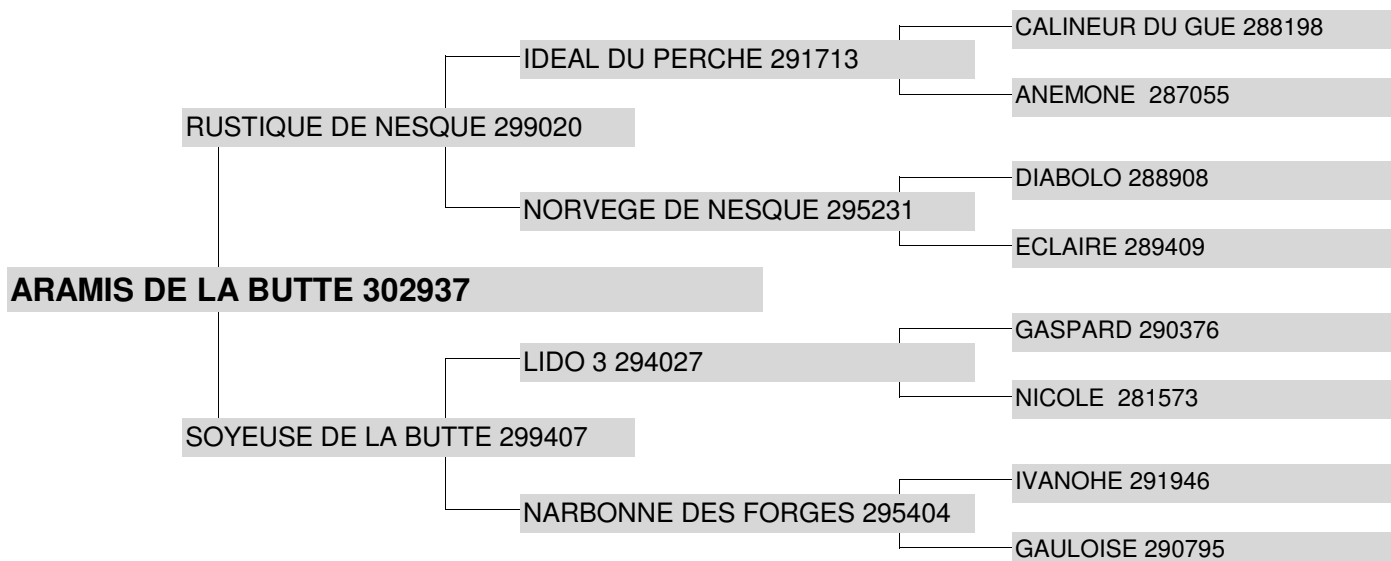 CALINEUR DU GUE 288198
IDEAL DU PERCHE 291713
ANEMONE  287055
RUSTIQUE DE NESQUE 299020
DIABOLO 288908
NORVEGE DE NESQUE 295231
ECLAIRE 289409
ARAMIS DE LA BUTTE 302937
GASPARD 290376
LIDO 3 294027
NICOLE  281573
SOYEUSE DE LA BUTTE 299407
IVANOHE 291946
NARBONNE DES FORGES 295404
GAULOISE 290795